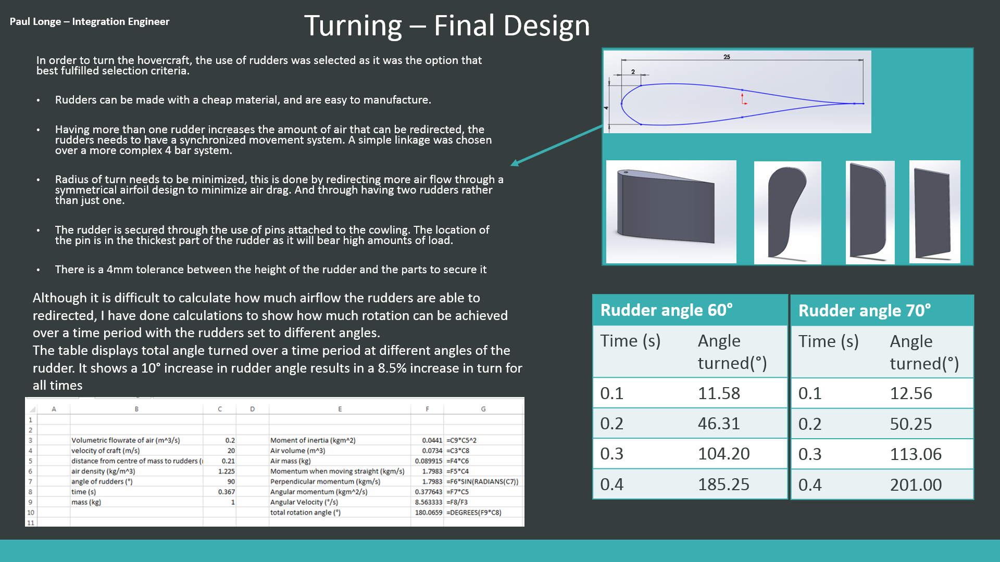 Paul Longe – Integration Engineer
Turning – Final Design
In order to turn the hovercraft, the use of rudders was selected as it was the option that
best fulfilled selection criteria.
• Rudders can be made with a cheap material, and are easy to manufacture.
• Having more than one rudder increases the amount of air that can be redirected, the
rudders needs to have a synchronized movement system. A simple linkage was chosen
over a more complex 4 bar system.
• Radius of turn needs to be minimized, this is done by redirecting more air flow through a
symmetrical airfoil design to minimize air drag. And through having two rudders rather
than just one.
• The rudder is secured through the use of pins attached to the cowling. The location of
the pin is in the thickest part of the rudder as it will bear high amounts of load.
• There is a 4mm tolerance between the height of the rudder and the parts to secure it
Although it is difficult to calculate how much airflow the rudders are able to
redirected, I have done calculations to show how much rotation can be achieved
over a time period with the rudders set to different angles.
The table displays total angle turned over a time period at different angles of the
rudder. It shows a 10° increase in rudder angle results in a 8.5% increase in turn for
all times
A B C D E F G
1
2
3 Volumetric flowrate of air (m^3/s) 0.2 Moment of inertia (kgm^2) 0.0441 =C9*C5^2
4 velocity of craft (m/s) 20 Air volume (m^3) 0.0734 =C3*C8
5 distance from centre of mass to rudders ( 0.21 Air mass (kg) 0.089915 =F4*C6
6 air density (kg/m^3) 1.225 Momentum when moving straight (kgm/s) 1.7983 =F5*C4
7 angle of rudders (°) 90 Perpendicular momentum (kgm/s) 1.7983 =F6*SIN(RADIANS(C7))
8 time (s) 0.367 Angular momentum (kgm^2/s) 0.377643 =F7*C5
9 mass (kg) 1 Angular Velocity (°/s) 8.563333 =F8/F3
10 total rotation angle (°) 180.0659 =DEGREES(F9*C8)
11
25
2
4
Rudder angle 60°
Time (s) Angle
turned(°)
0.1 11.58
0.2 46.31
0.3 104.20
0.4 185.25
Rudder angle 70°
Time (s) Angle
turned(°)
0.1 12.56
0.2 50.25
0.3 113.06
0.4 201.00